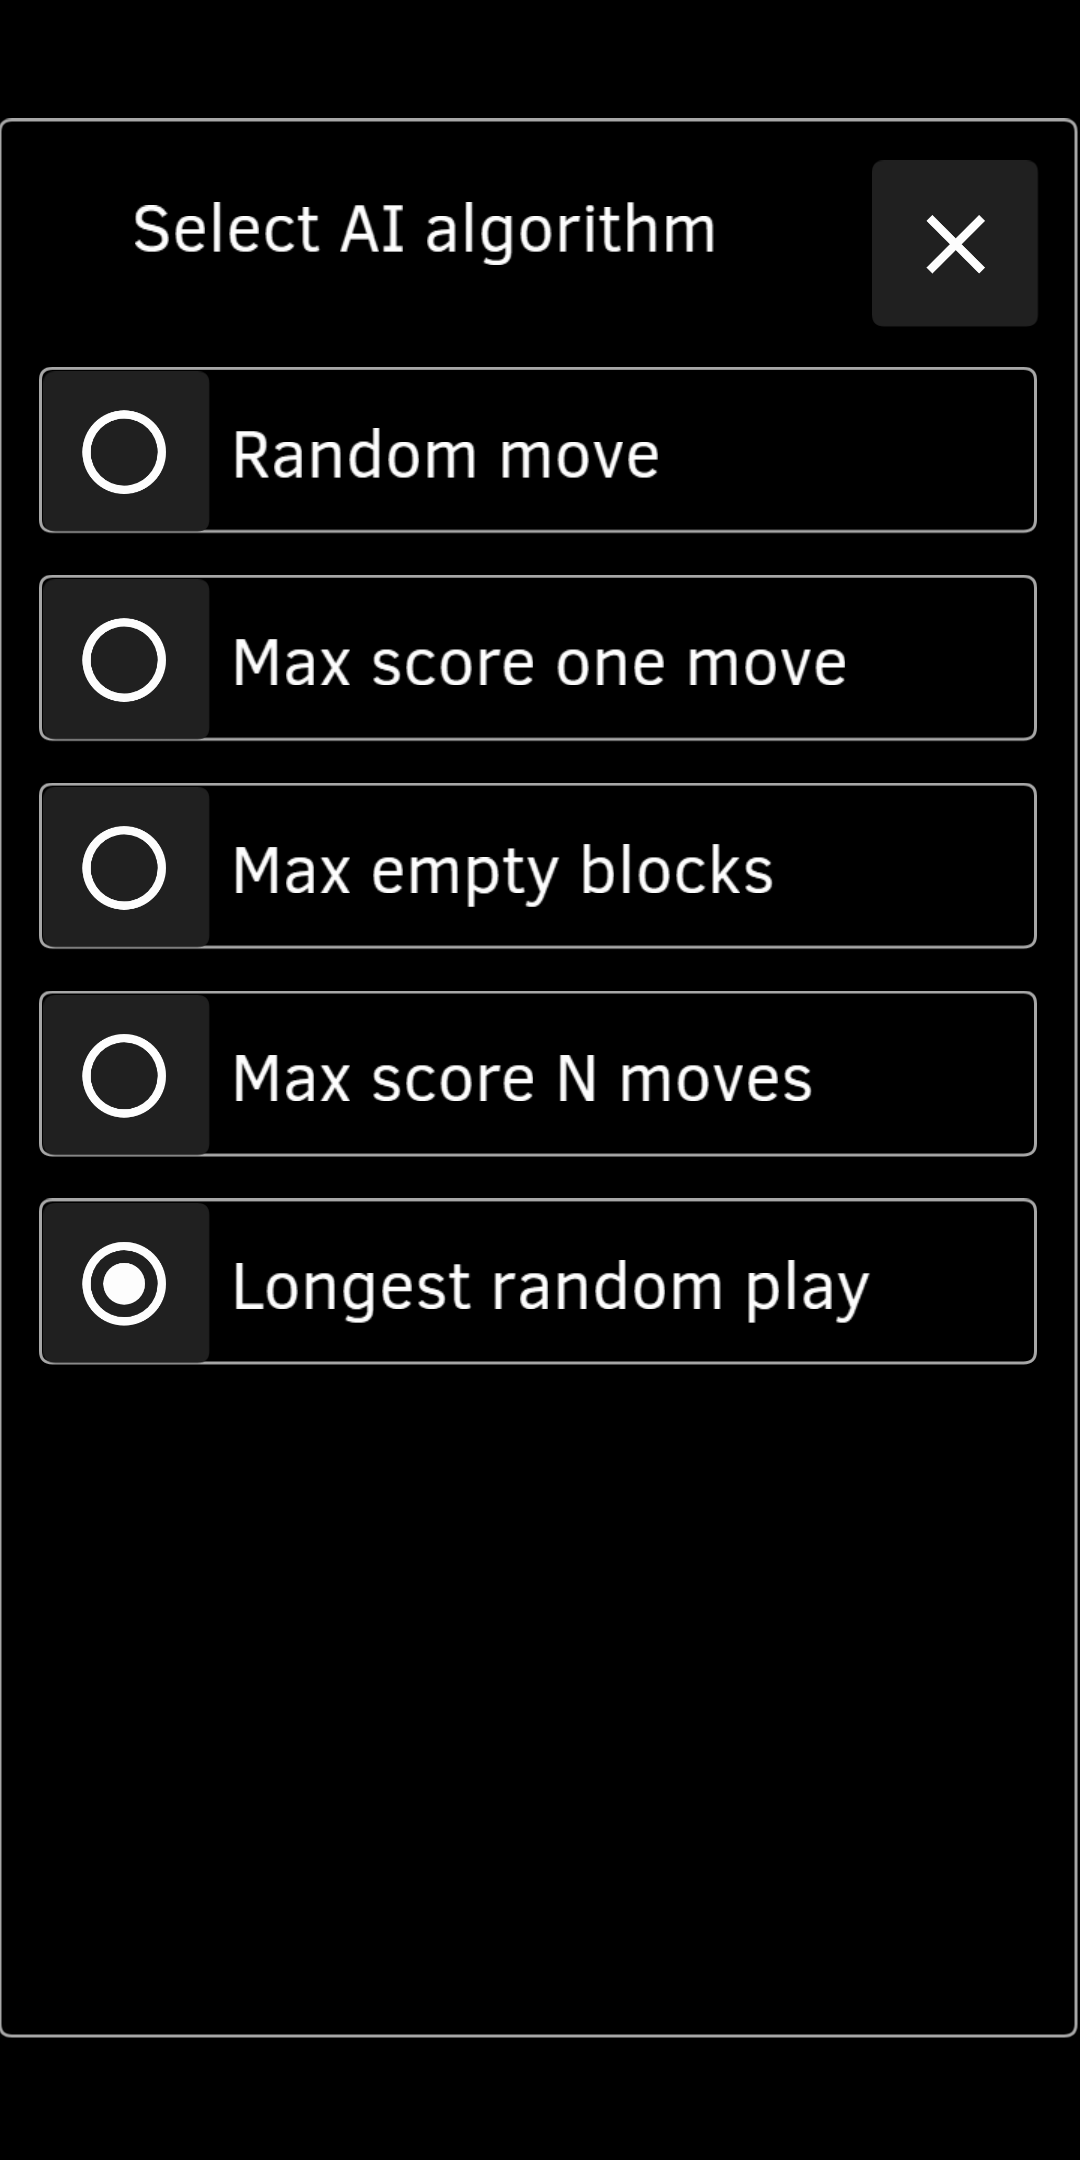 Select AI algorithm
Random move
Max score one move
Max empty blocks
Max score N moves
Longest random play